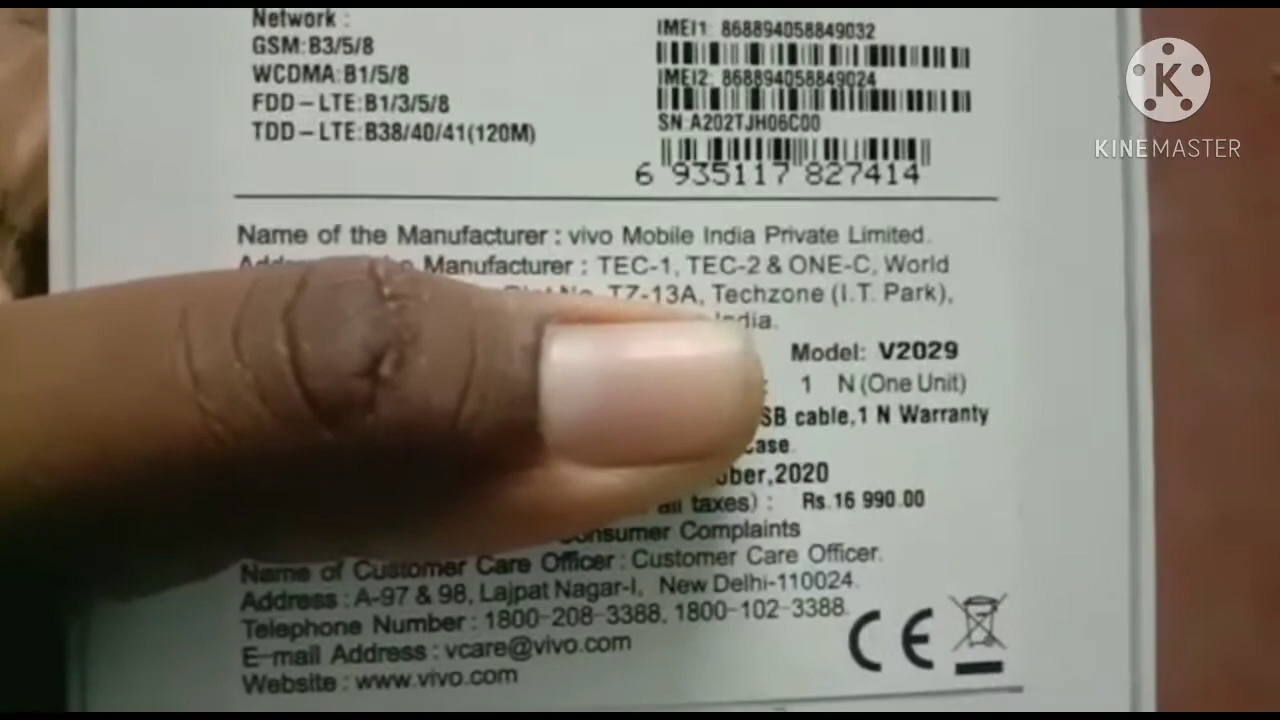 Network :
GSM: B3/5/8
WCDMA: B1/5/8
FDD-LTE: B1/3/5/8
TDD-LTE: B38/40/41(120M)
IMEI1: 868894058849032
IMEI2: 868894058849024
SN:A202TJH06C00
6 935117 827414
K
KINEMASTER
Name of the Manufacturer : vivo Mobile India Private Limited.
Manufacturer : TEC-1, TEC-2 & ONE-C, World
TZ-13A, Techzone (I.T. Park),
India.
Model: V2029
: 1 N (One Unit)
cable,1 N Warranty
2020
all taxes) : Rs.16 990.00
Consumer Complaints
Name of Customer Care Officer : Customer Care Officer.
Address : A-97 & 98, Lajpat Nagar-I, New Delhi-110024.
Telephone Number : 1800-208-3388, 1800-102-3388.
E-mail Address : vcare@vivo.com
Website : www.vivo.com
CE